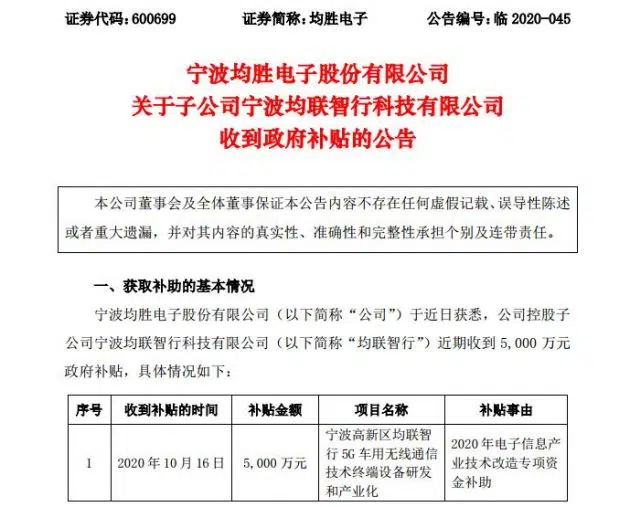 证券代码：600699 证券简称：均胜电子 公告编号：临 2020-045
宁波均胜电子股份有限公司
关于子公司宁波均联智行科技有限公司
收到政府补贴的公告
本公司董事会及全体董事保证本公告内容不存在任何虚假记载、误导性陈述
或者重大遗漏，并对其内容的真实性、准确性和完整性承担个别及连带责任。
一、获取补助的基本情况
宁波均胜电子股份有限公司（以下简称“公司”）于近日获悉，公司控股子
公司宁波均联智行科技有限公司（以下简称“均联智行”）近期收到 5,000 万元
政府补贴，具体情况如下：
序号 收到补贴的时间 补贴金额 项目名称 补贴事由
1 2020 年 10 月 16 日 5,000 万元
宁波高新区均联智
行 5G 车用无线通信
技术终端设备研发
和产业化
2020 年电子信息产
业技术改造专项资
金补助